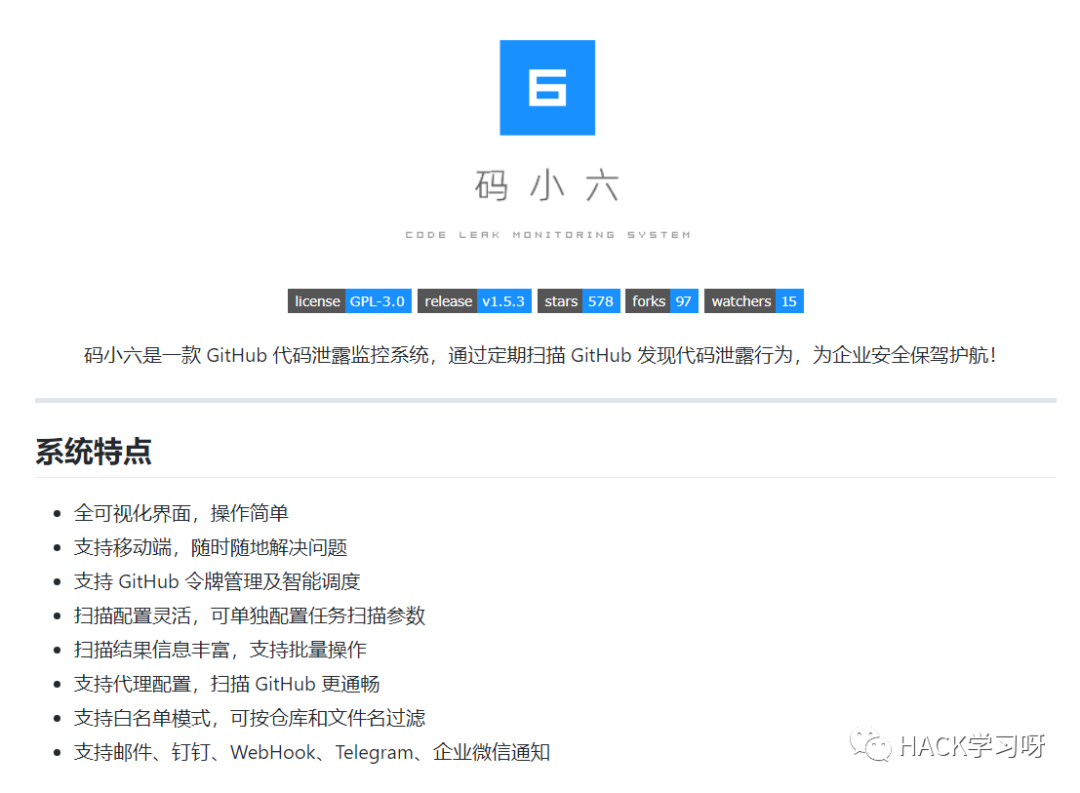 6
码小六
CODE LEAK MONITORING SYSTEM
license GPL-3.0 release v1.5.3 stars 578 forks 97 watchers 15
码小六是一款 GitHub 代码泄露监控系统，通过定期扫描 GitHub 发现代码泄露行为，为企业安全保驾护航！
系统特点
• 全可视化界面，操作简单
• 支持移动端，随时随地解决问题
• 支持 GitHub 令牌管理及智能调度
• 扫描配置灵活，可单独配置任务扫描参数
• 扫描结果信息丰富，支持批量操作
• 支持代理配置，扫描 GitHub 更通畅
• 支持白名单模式，可按仓库和文件名过滤
• 支持邮件、钉钉、WebHook、Telegram、企业微信通知
HACK学习呀